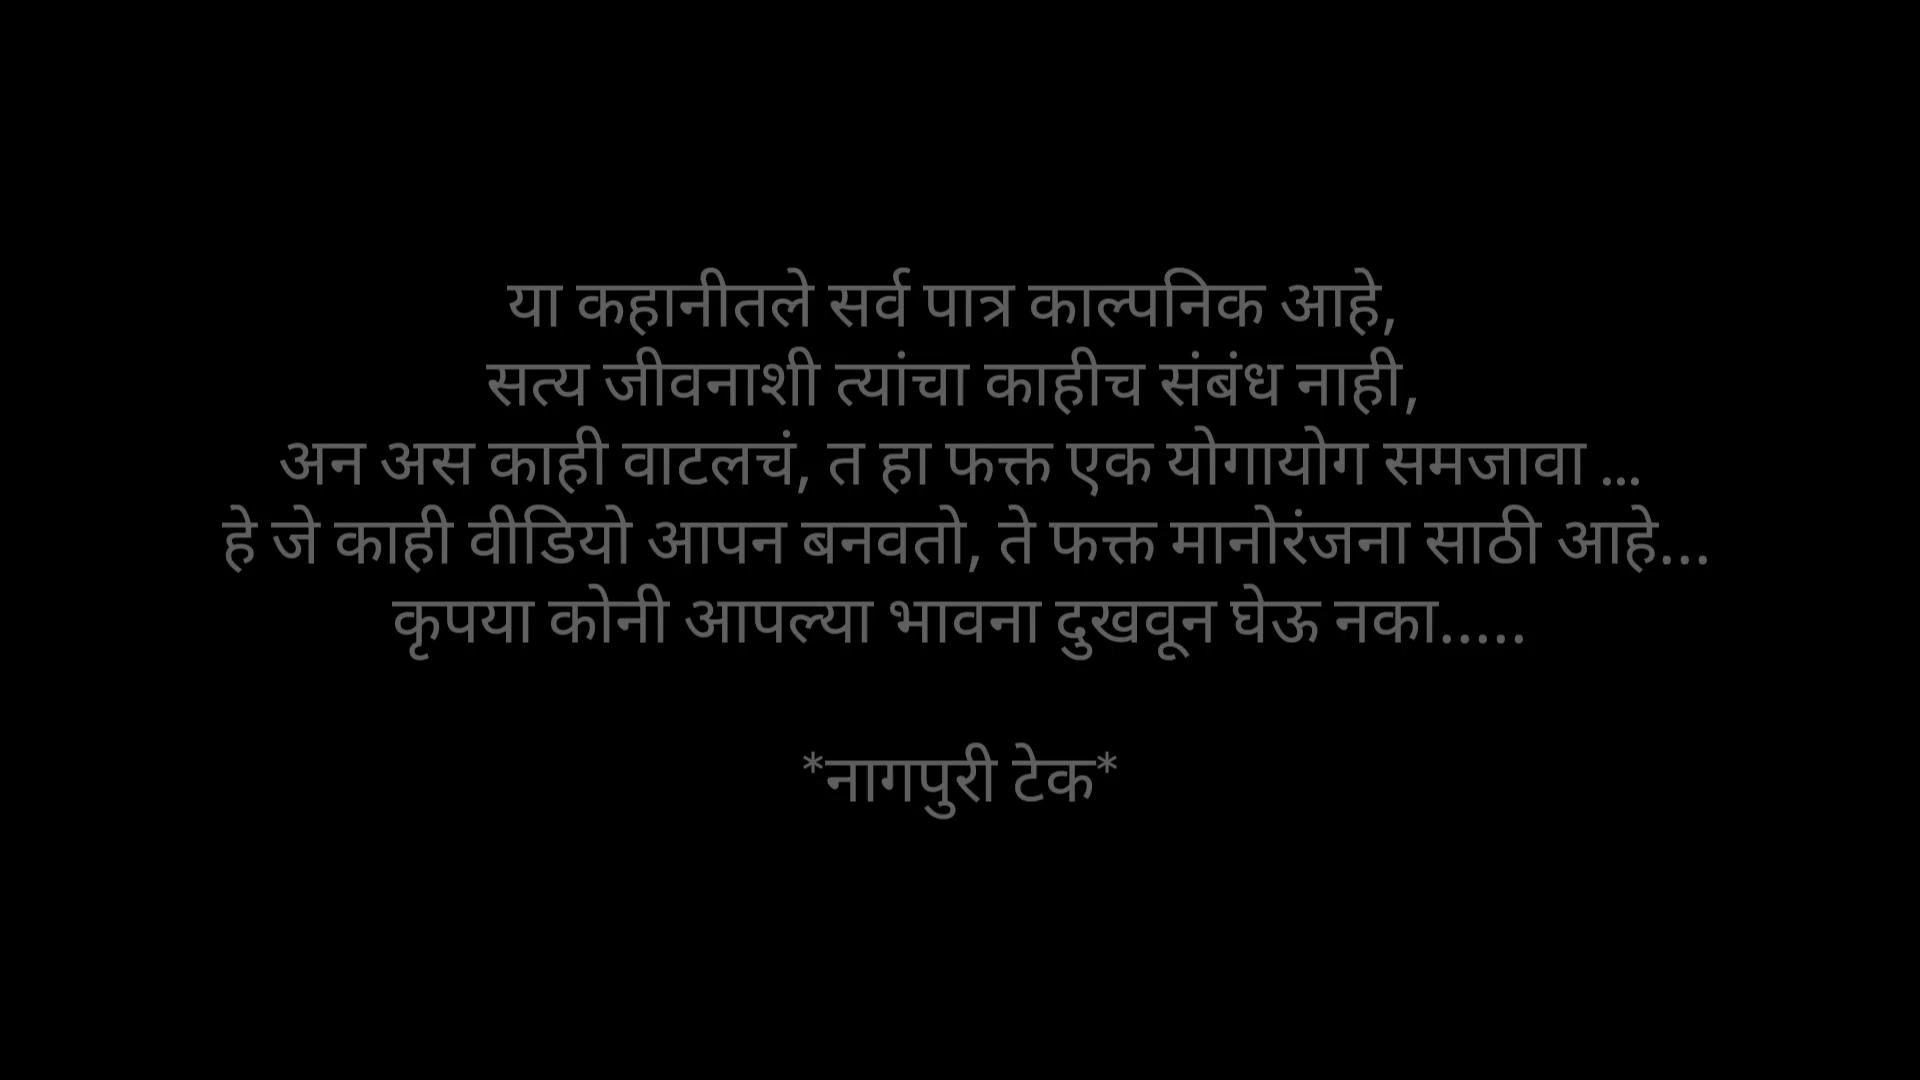 या कहानीतले सर्व पात्र काल्पनिक आहे,
सत्य जीवनाशी त्यांचा काहीच संबंध नाही,
अन अस काही वाटलचं, त हा फक्त एक योगायोग समजावा ...
हे जे काही वीडियो आपन बनवतो, ते फक्त मानोरंजना साठी आहे...
कृपया कोनी आपल्या भावना दुखवून घेऊ नका.....
*नागपुरी टेक*